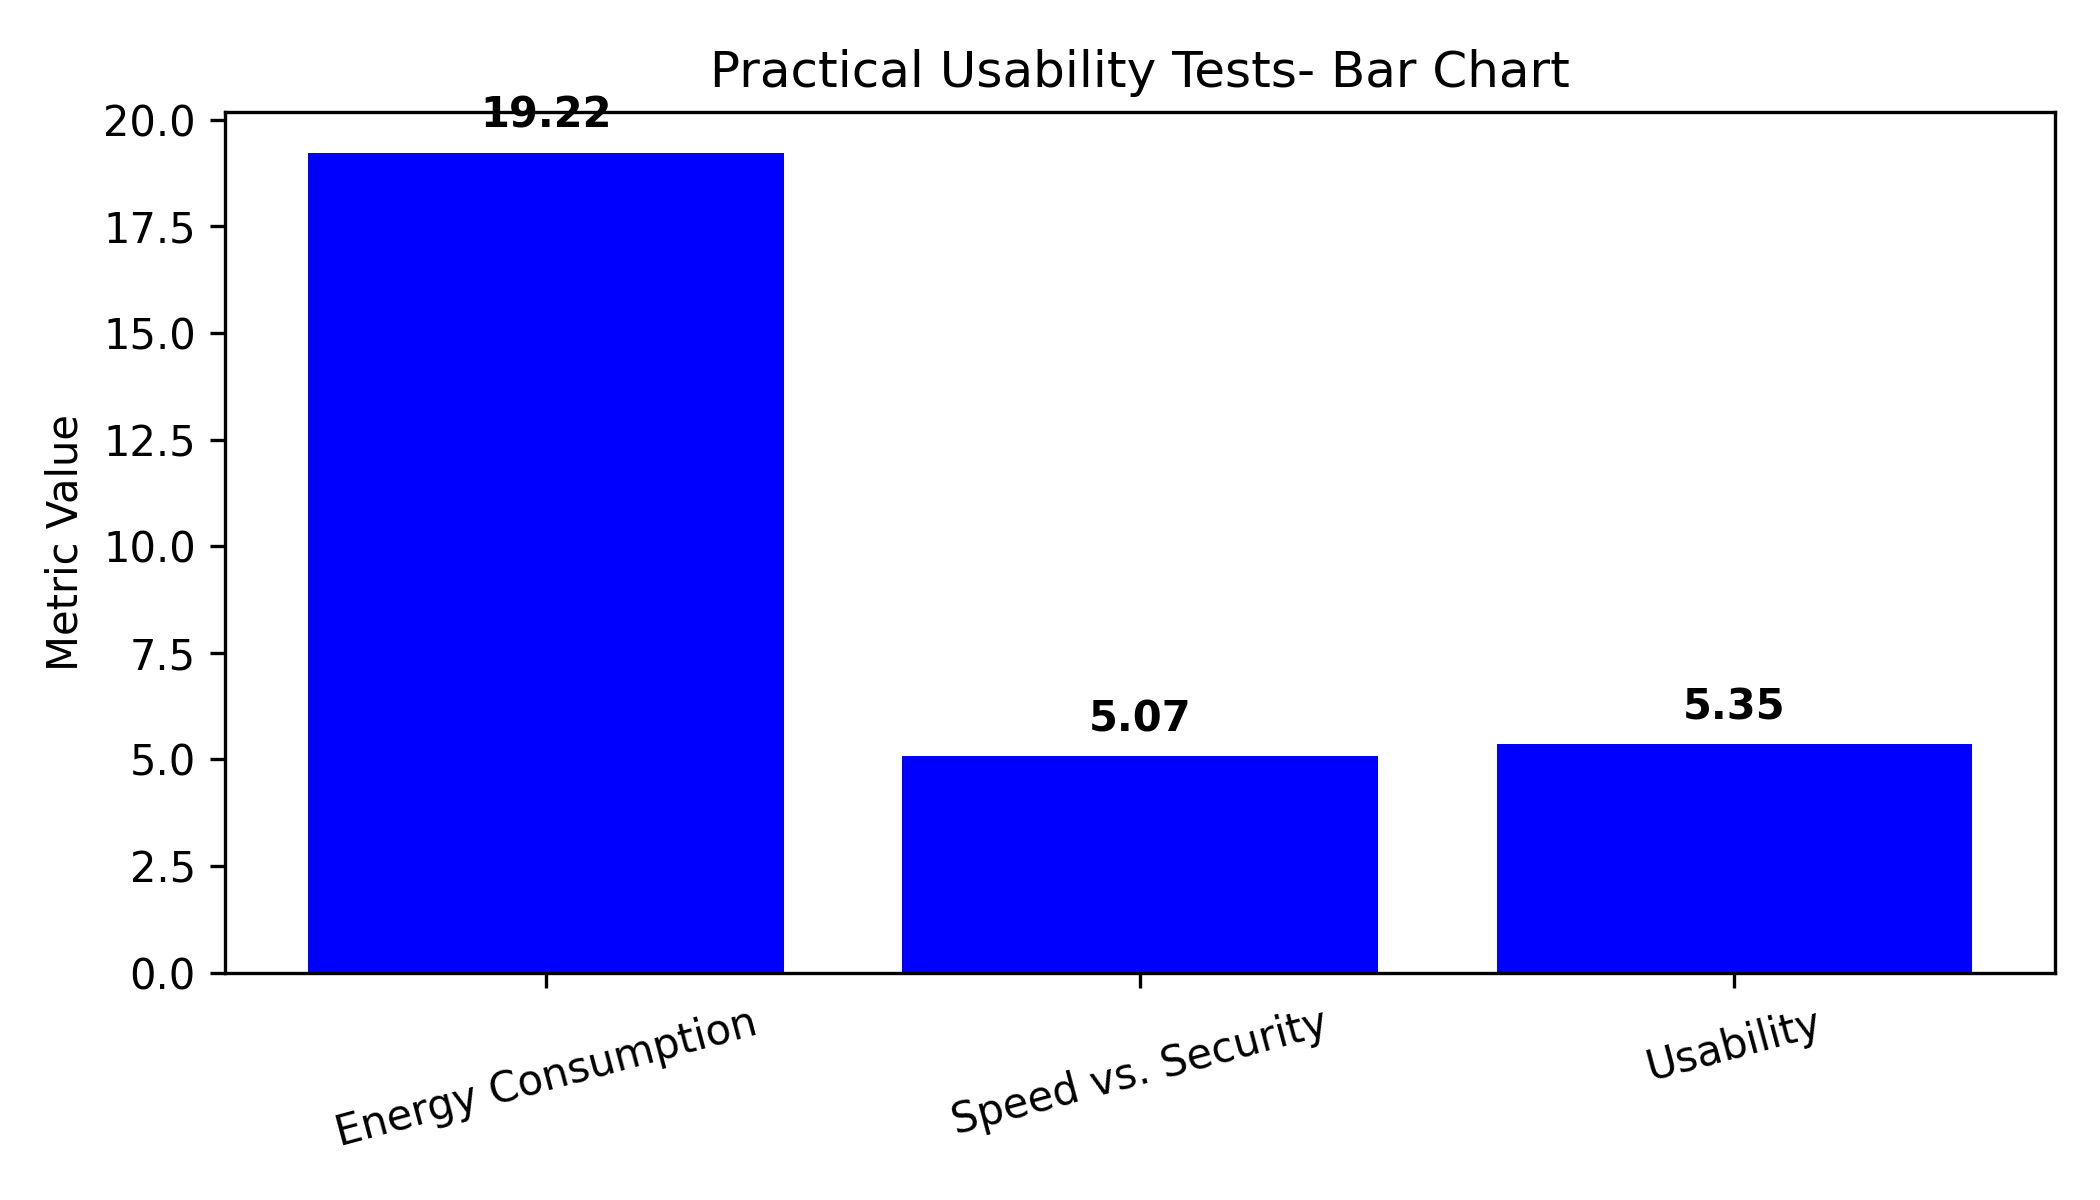 Practical Usability Tests- Bar Chart
20.0
17.5
15.0
12.5
10.0
7.5
5.0
2.5
0.0
Metric Value
19.22
5.07
5.35
Energy Consumption
Speed vs. Security
Usability